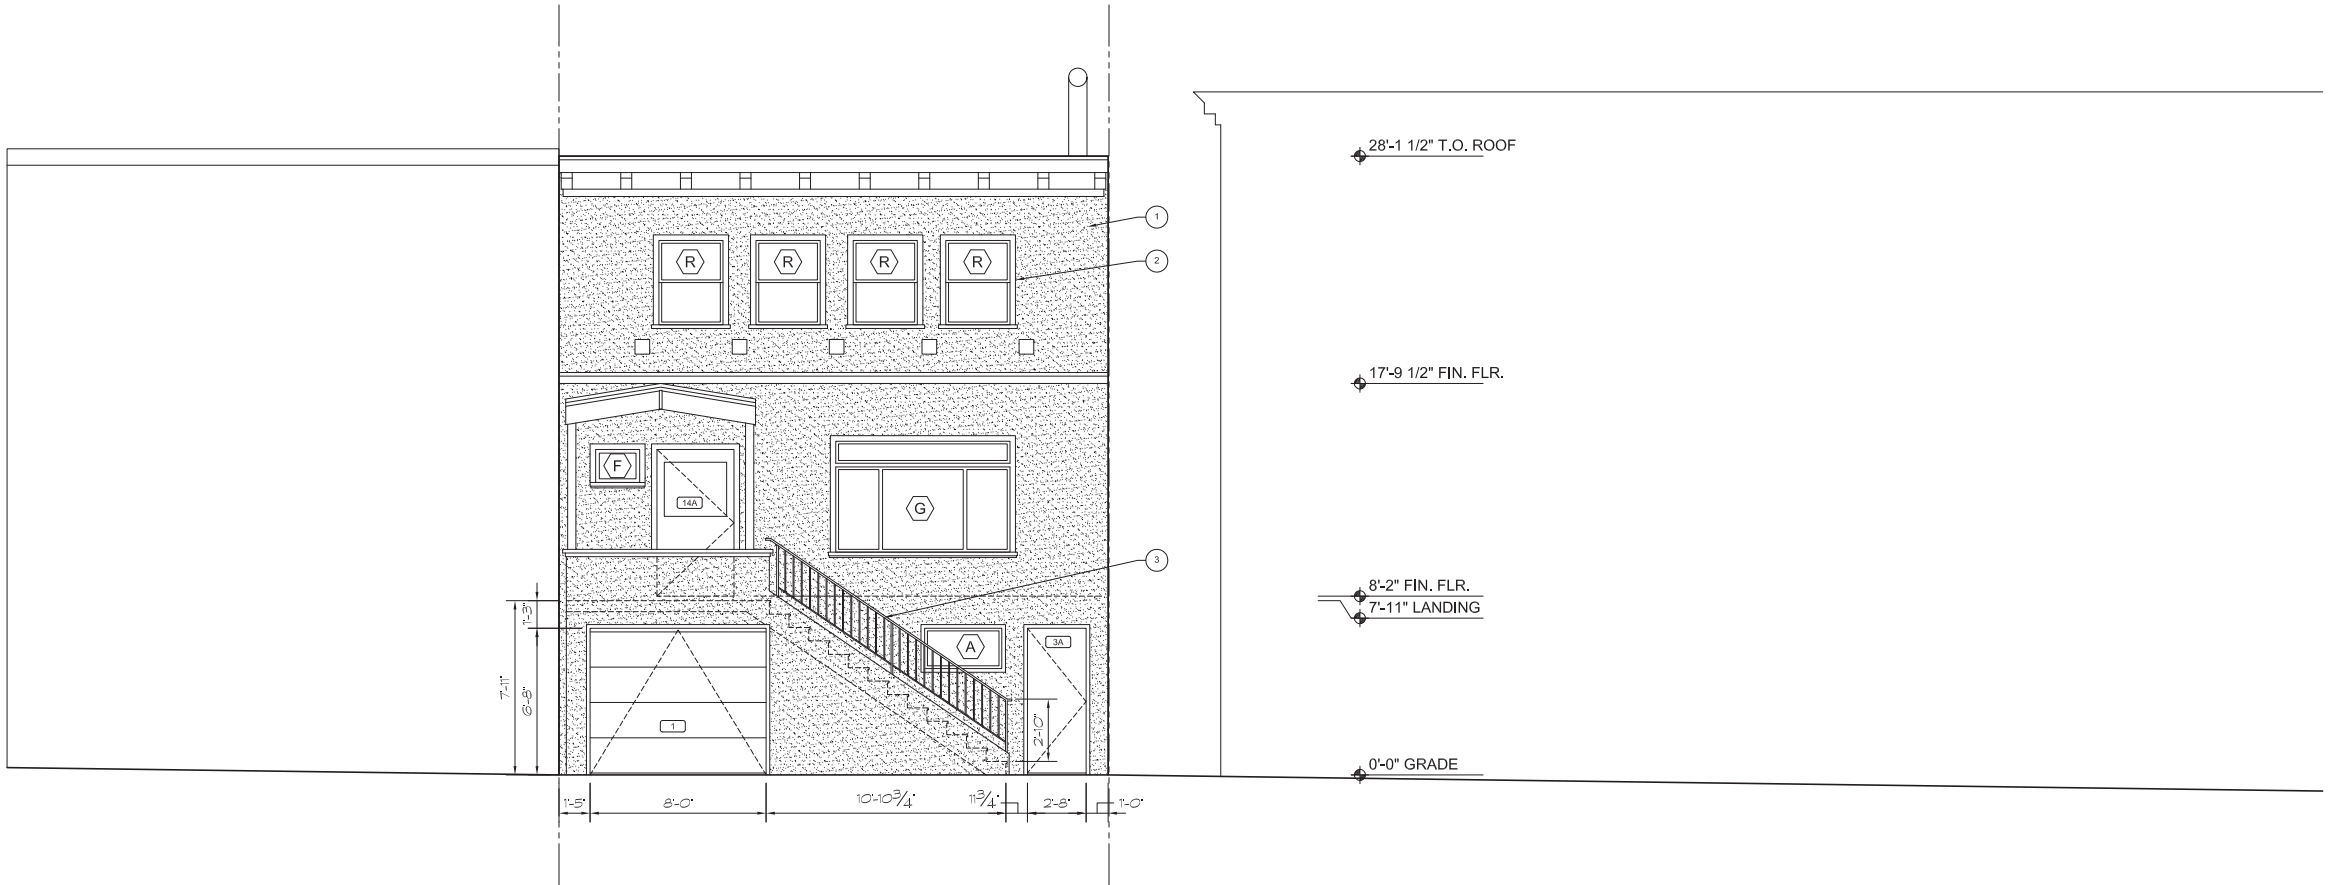 28'-1 1/2" T.O. ROOF
1
2
R R R R
17'-9 1/2" FIN. FLR.
F
14A
G
3
8'-2" FIN. FLR.
7'-11" LANDING
1'-3"
7'-11"
6'-8"
A
3A
1
2'-10"
0'-0" GRADE
1'-5" 8'-0" 10'-10 3/4" 11 3/4" 2'-8" 1'-0"